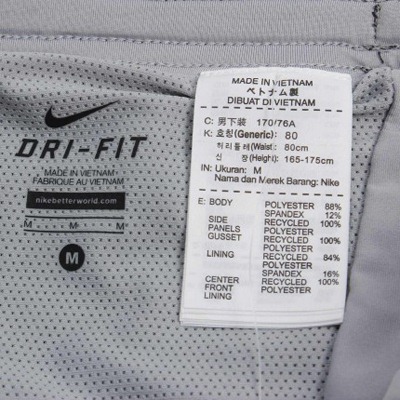 DRI-FIT
MADE IN VIETNAM
FABRIQUE AU VIETNAM
nikebetterworld.com
M M M
M
MADE IN VIETNAM
ベトナム製
DIBUAT DI VIETNAM
C: 男下装 170/76A
K: 호칭(Generic): 80
허리둘레(Waist): 80cm
신 장(Height): 165-175cm
IN: Ukuran: M
Nama dan Merek Barang: Nike
E: BODY POLYESTER 88%
SPANDEX 12%
SIDE RECYCLED 100%
PANELS POLYESTER
GUSSET RECYCLED 100%
POLYESTER
LINING RECYCLED 84%
POLYESTER
SPANDEX 16%
CENTER RECYCLED 100%
FRONT POLYESTER
LINING